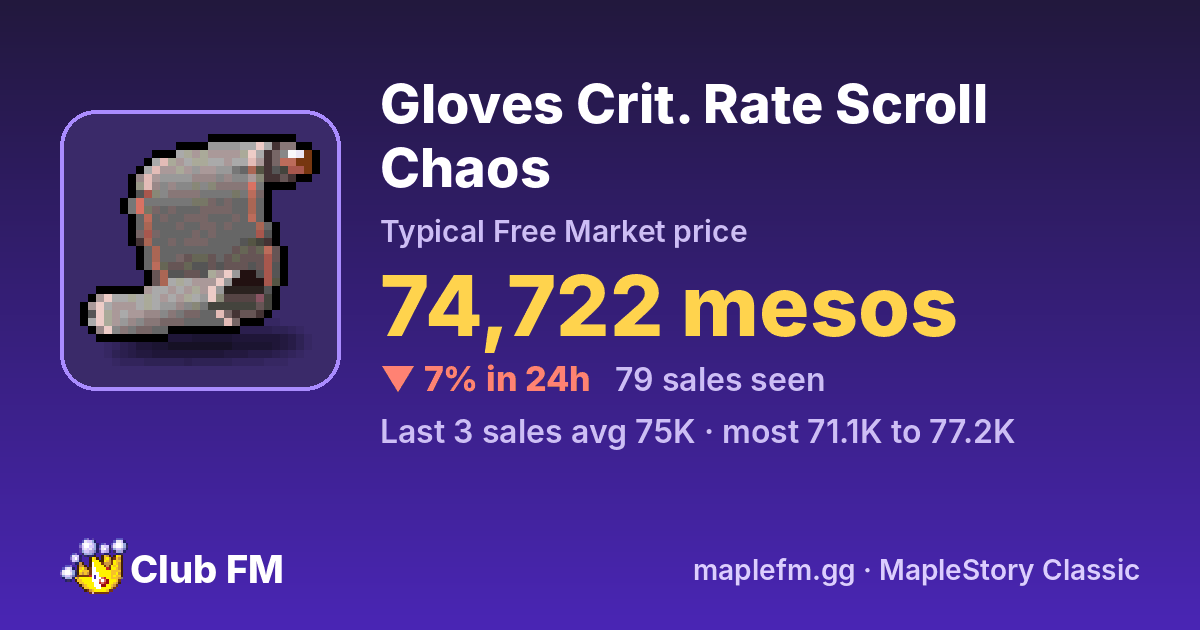 Gloves Crit. Rate Scroll
Chaos
Typical Free Market price
74,722 mesos
▼ 7% in 24h 79 sales seen
Last 3 sales avg 75K · most 71.1K to 77.2K
Club FM
maplefm.gg · MapleStory Classic